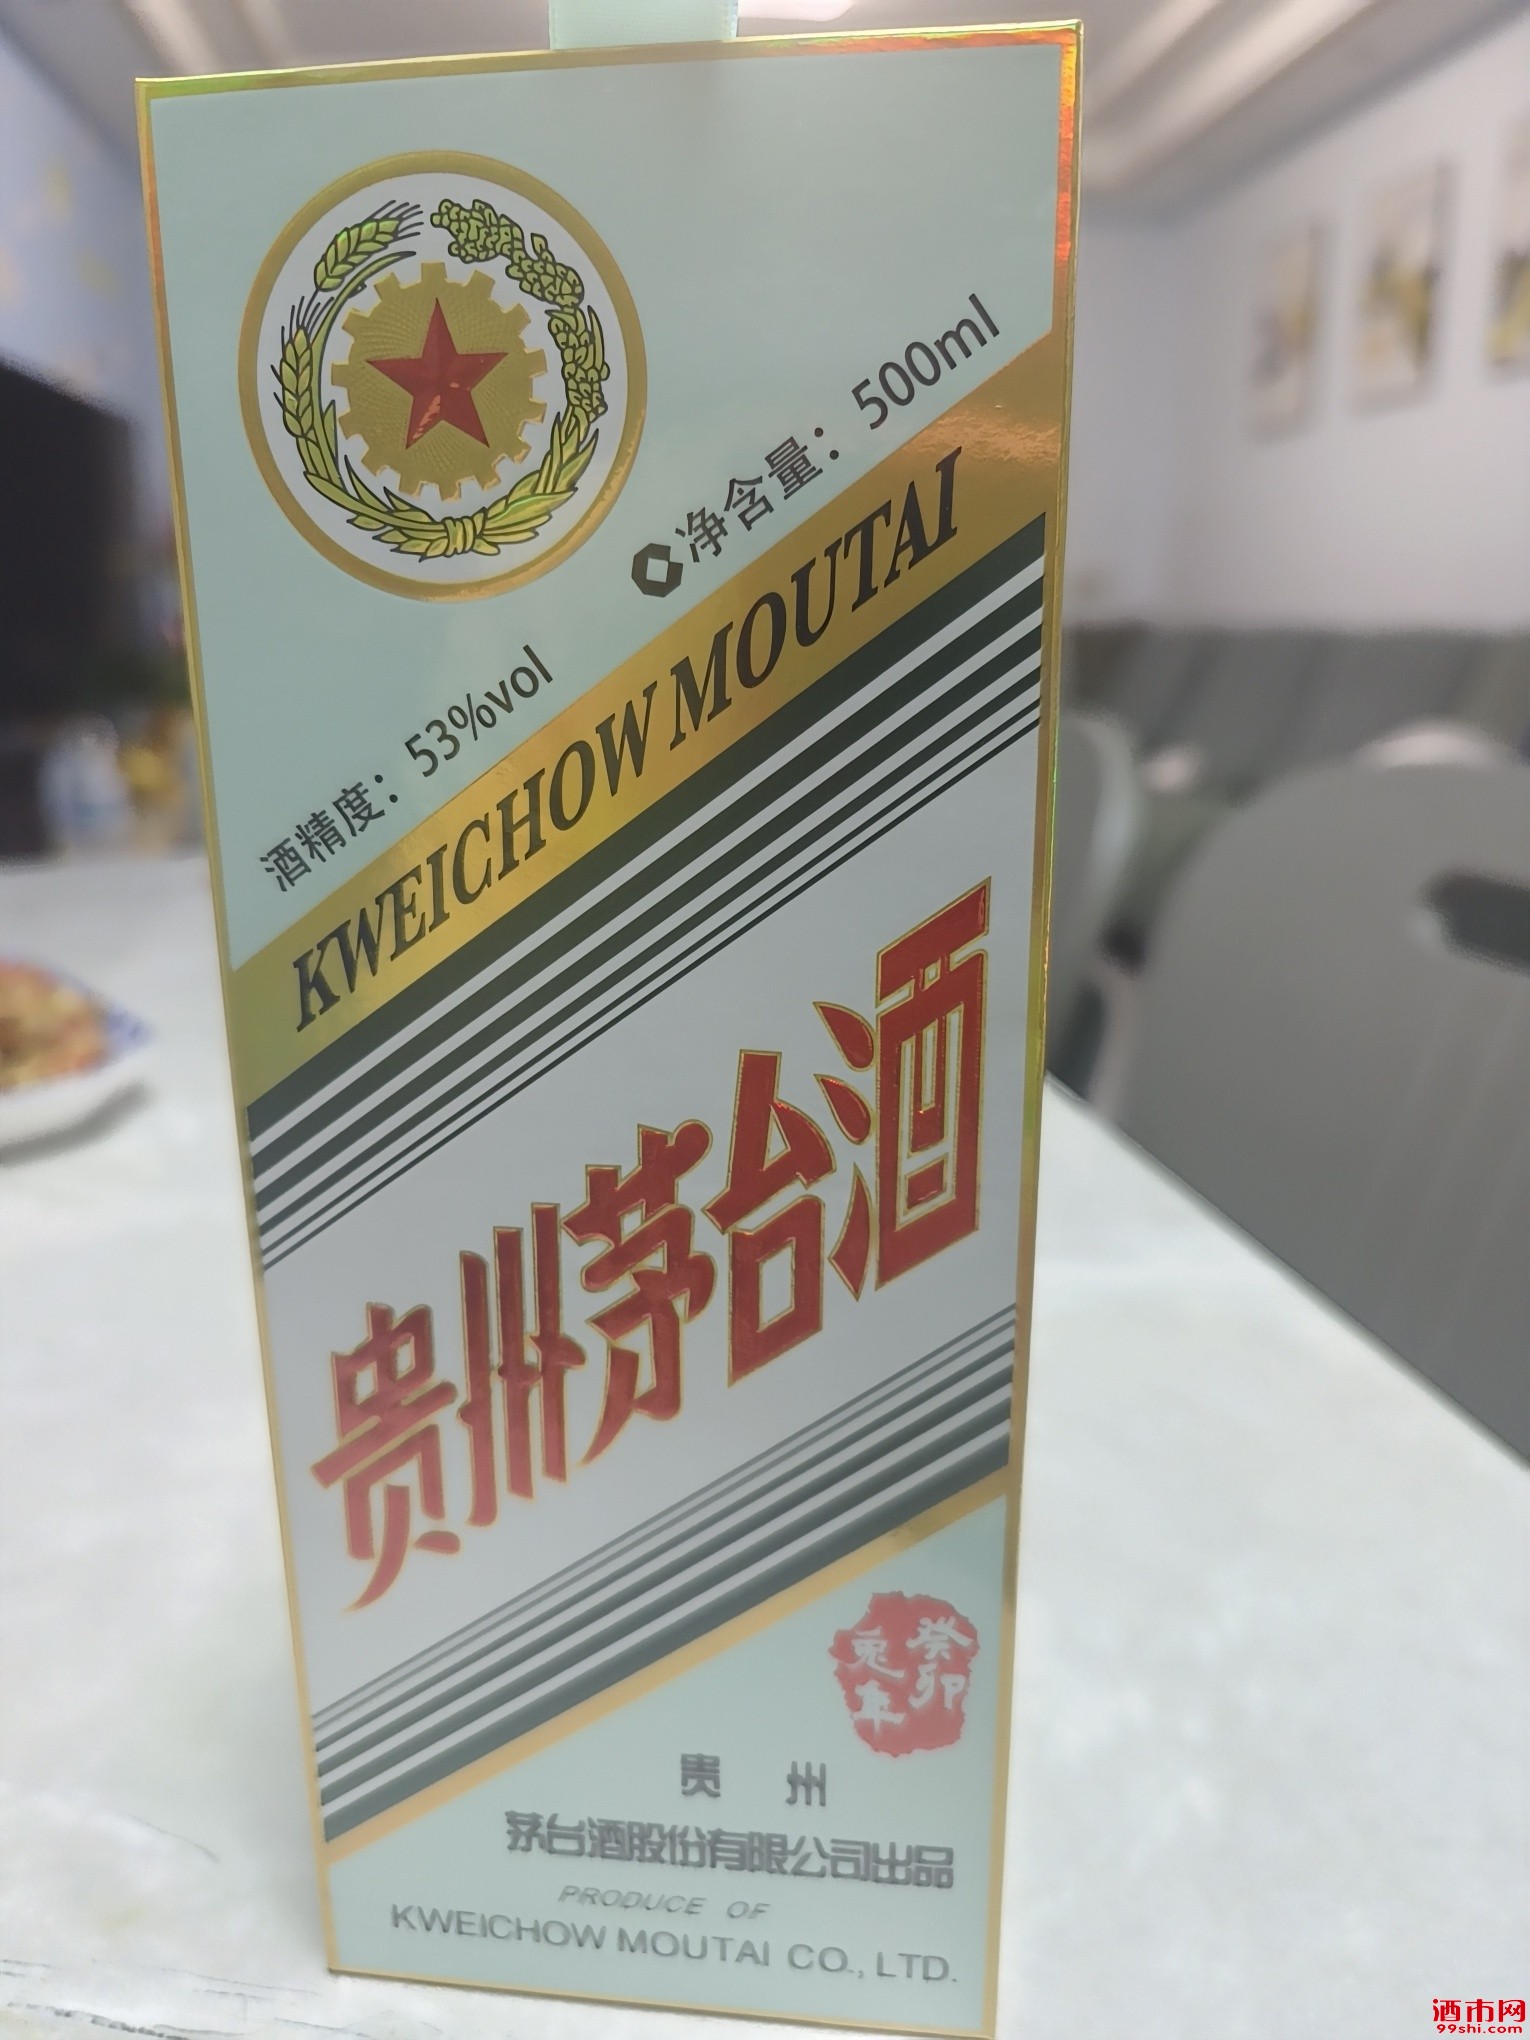 净含量：500ml
酒精度：53%vol
KWEICHOW MOUTAI
贵州茅台酒
癸卯
兔年
贵 州
茅台酒股份有限公司出品
PRODUCE OF
KWEICHOW MOUTAI CO., LTD.
酒市网
99shi.com